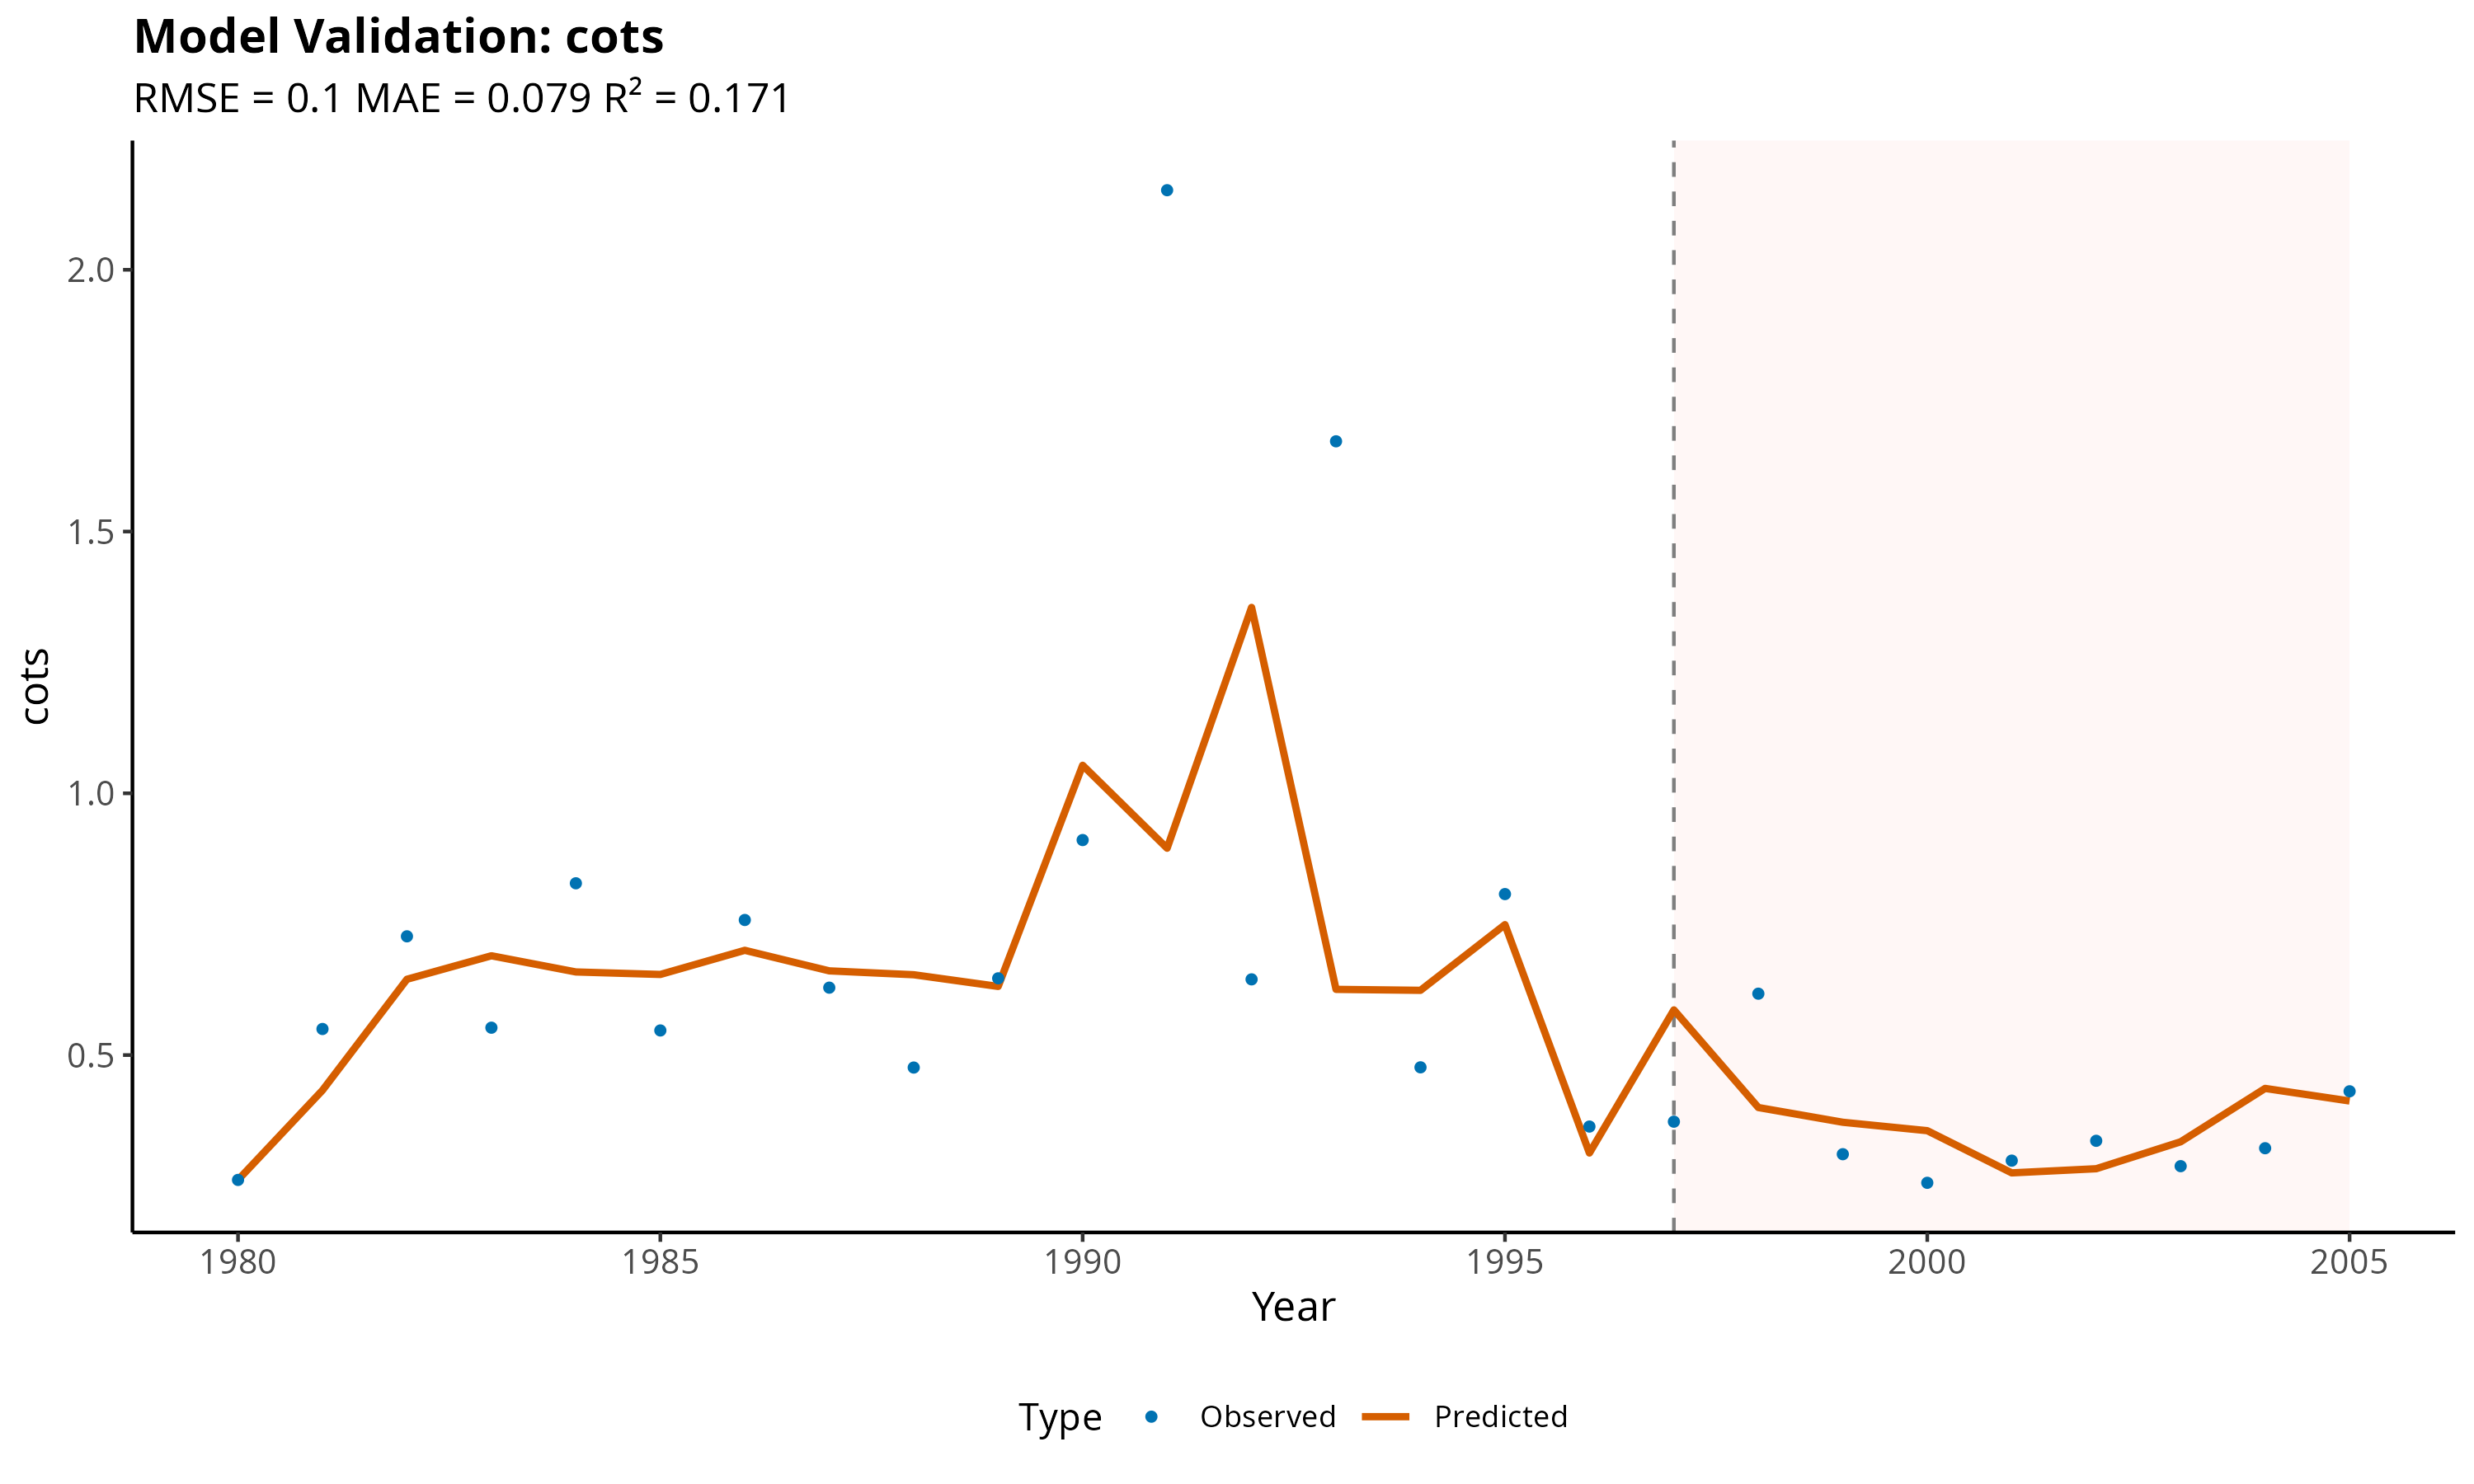 Model Validation: cots
RMSE = 0.1 MAE = 0.079 R² = 0.171
2.0
1.5
1.0
0.5
cots
1980 1985 1990 1995 2000 2005
Year
Type Observed Predicted